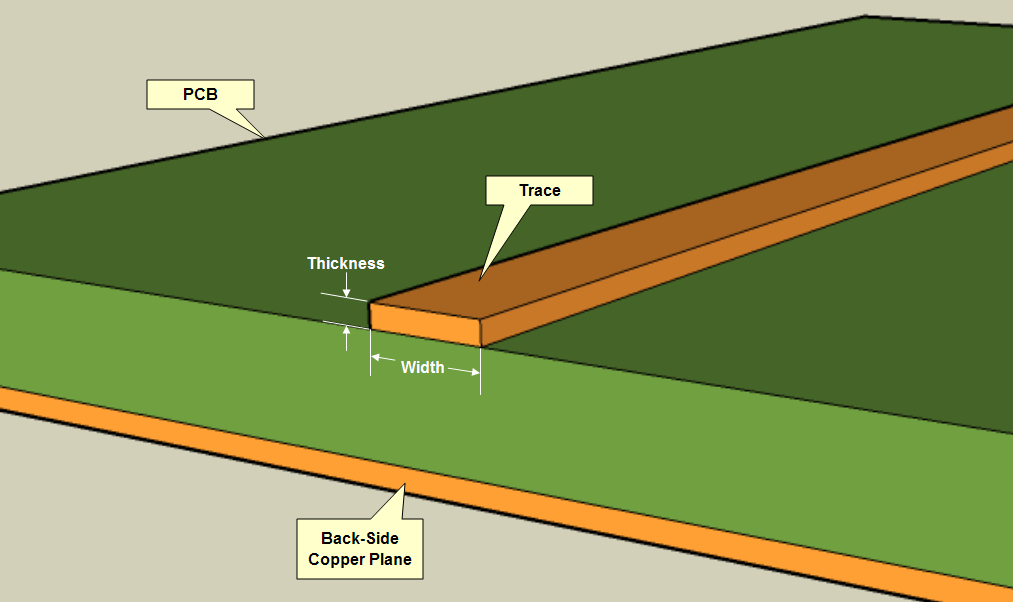 PCB
Trace
Thickness
Width
Back-Side
Copper Plane